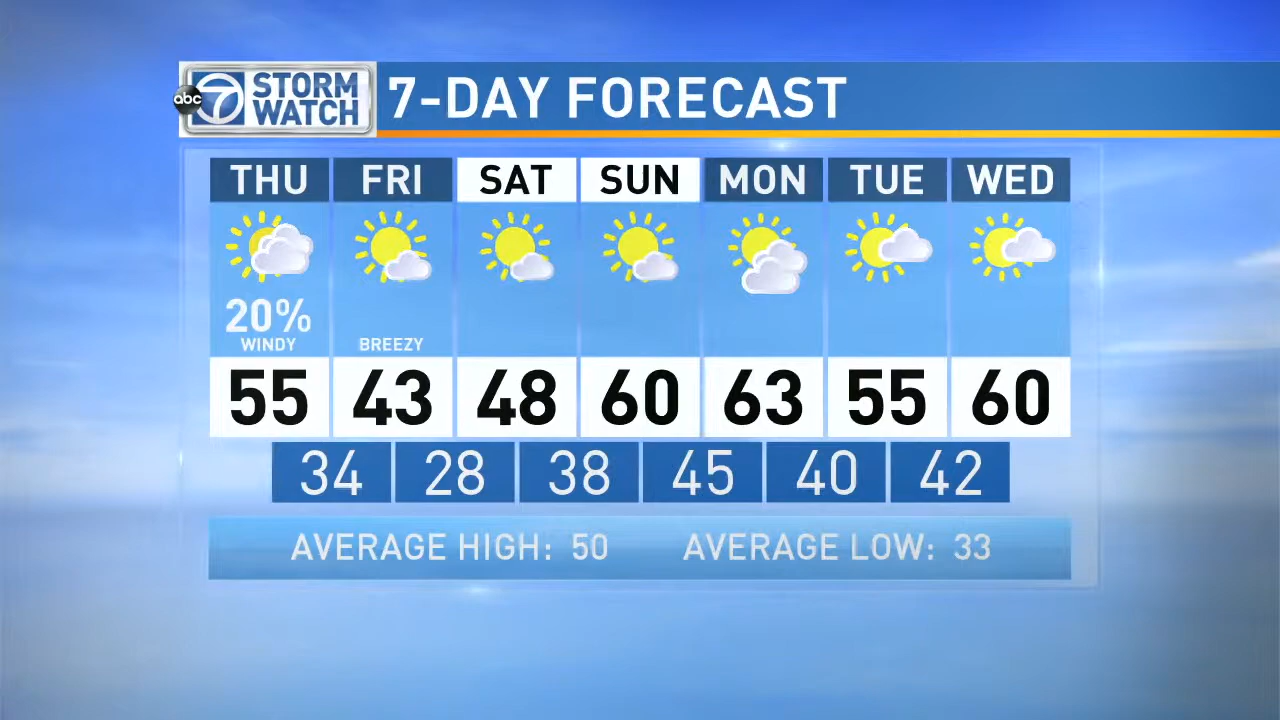 abc 7 STORM WATCH 7-DAY FORECAST
THU FRI SAT SUN MON TUE WED
20%
WINDY BREEZY
55 43 48 60 63 55 60
34 28 38 45 40 42
AVERAGE HIGH: 50 AVERAGE LOW: 33